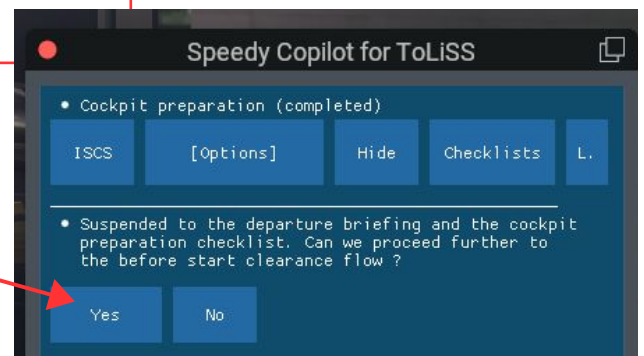 Speedy Copilot for ToLiSS
Cockpit preparation (completed)
ISCS [Options] Hide Checklists L.
Suspended to the departure briefing and the cockpit
preparation checklist. Can we proceed further to
the before start clearance flow ?
Yes No